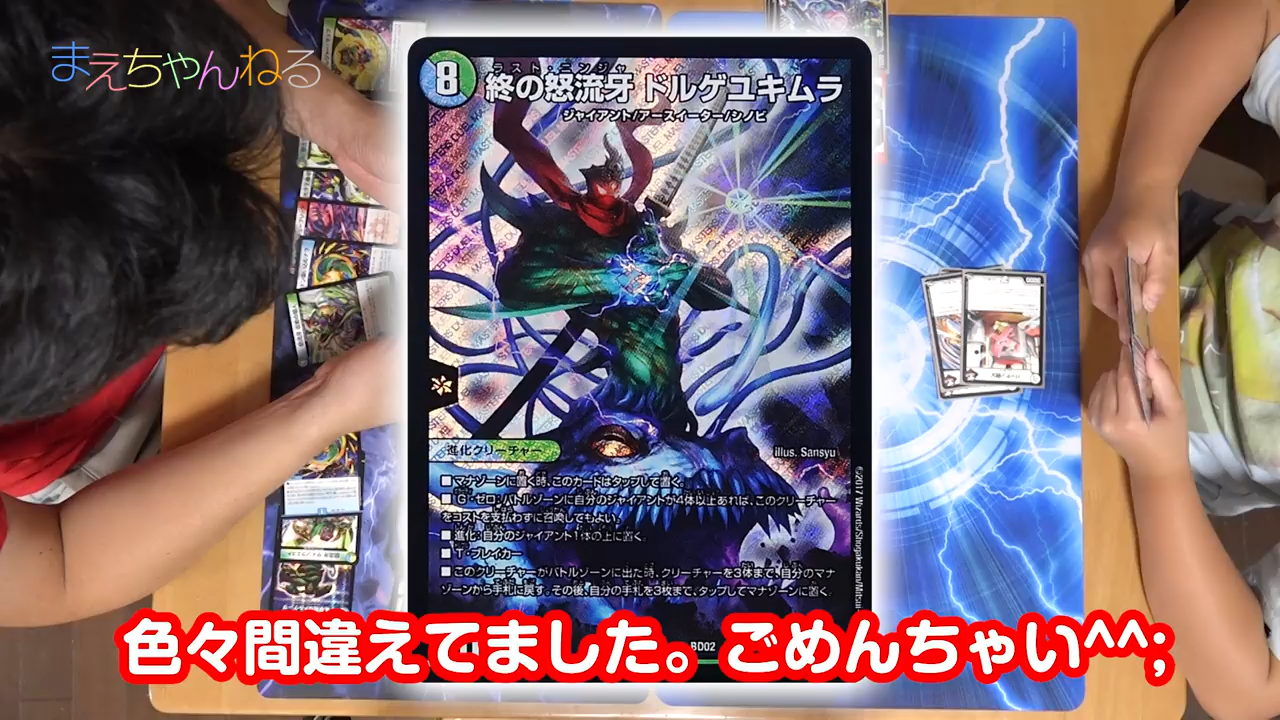 まえちゃんねる
8
ラスト・ニンジャ
終の怒流牙 ドルゲユキムラ
ジャイアント/アースイーター/シノビ
illus. Sansyu
進化クリーチャー
■マナゾーンに置く時、このカードはタップして置く。
■G・ゼロ:バトルゾーンに自分のジャイアントが4体以上あれば、このクリーチャー
をコストを支払わずに召喚してもよい。
■進化:自分のジャイアント1体の上に置く。
■T・ブレイカー
■このクリーチャーがバトルゾーンに出た時、クリーチャーを3体まで、自分のマナ
ゾーンから手札に戻す。その後、自分の手札を3枚まで、タップしてマナゾーンに置く。
©2017 Wizards/Shogakukan/Mitsui-
BD02
色々間違えてました。ごめんちゃい^^;